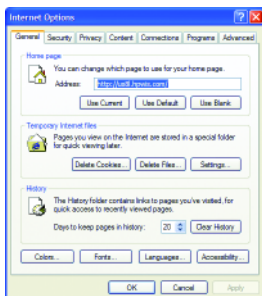 Internet Options
General Security Privacy Content Connections Programs Advanced
Home page
You can change which page to use for your home page.
Address:
Use Current Use Default Use Blank
Temporary Internet files
Pages you view on the Internet are stored in a special folder
for quick viewing later.
Delete Cookies... Delete Files... Settings...
History
The History folder contains links to pages you've visited, for
quick access to recently viewed pages.
Days to keep pages in history: 20 Clear History
Colors... Fonts... Languages... Accessibility...
OK Cancel Apply